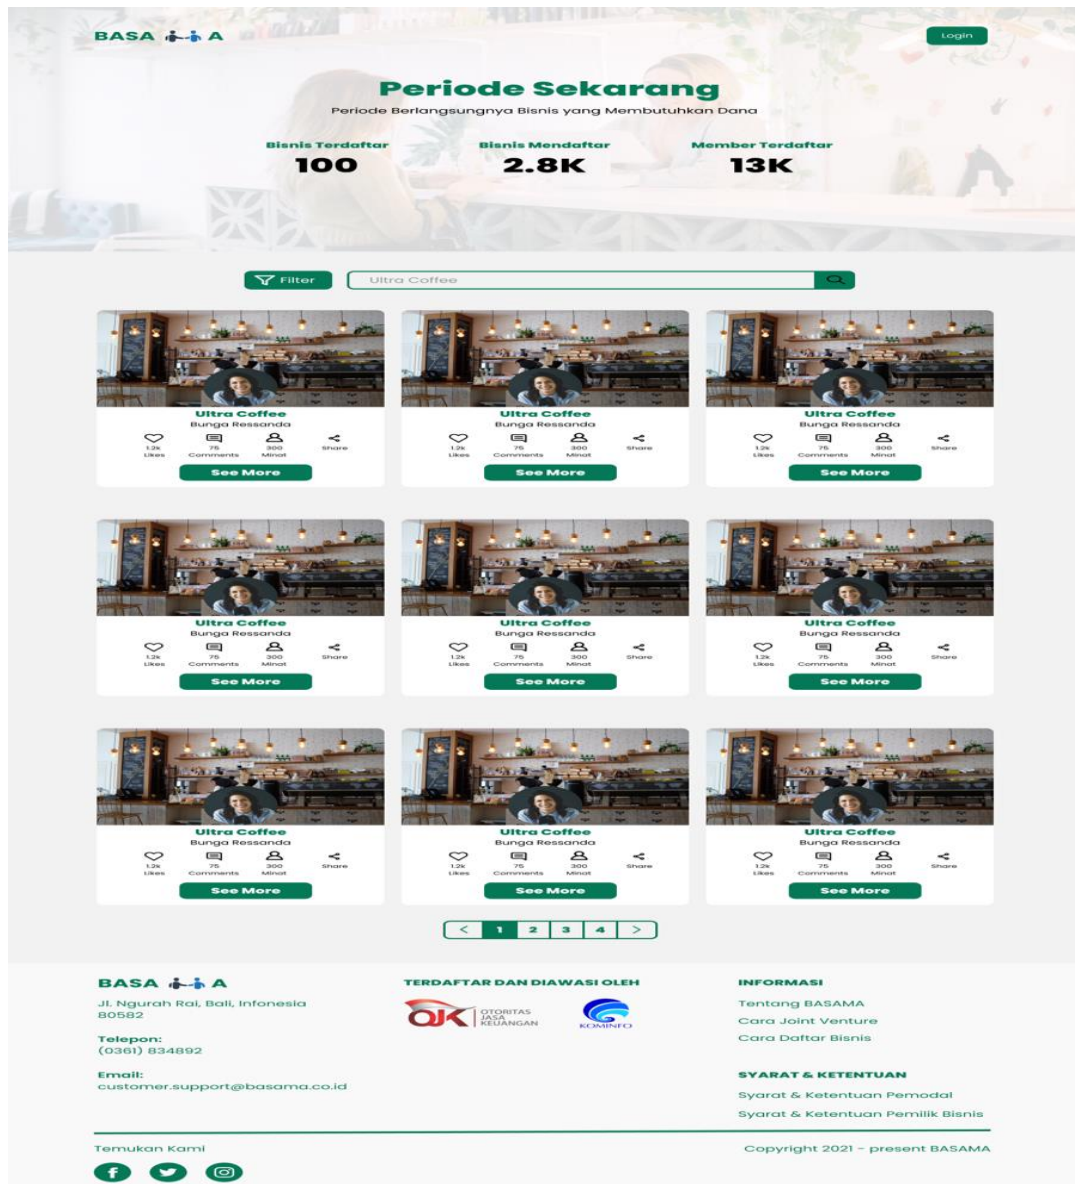 BASA A
Login
Periode Sekarang
Periode Berlangsungnya Bisnis yang Membutuhkan Dana
Bisnis Terdaftar
100
Bisnis Mendaftar
2.8K
Member Terdaftar
13K
Filter
Ultra Coffee
Ultra Coffee
Bunga Ressanda
1.2k
Likes
75
Comments
300
Minat
Share
See More
Ultra Coffee
Bunga Ressanda
1.2k
Likes
75
Comments
300
Minat
Share
See More
Ultra Coffee
Bunga Ressanda
1.2k
Likes
75
Comments
300
Minat
Share
See More
Ultra Coffee
Bunga Ressanda
1.2k
Likes
75
Comments
300
Minat
Share
See More
Ultra Coffee
Bunga Ressanda
1.2k
Likes
75
Comments
300
Minat
Share
See More
Ultra Coffee
Bunga Ressanda
1.2k
Likes
75
Comments
300
Minat
Share
See More
Ultra Coffee
Bunga Ressanda
1.2k
Likes
75
Comments
300
Minat
Share
See More
Ultra Coffee
Bunga Ressanda
1.2k
Likes
75
Comments
300
Minat
Share
See More
Ultra Coffee
Bunga Ressanda
1.2k
Likes
75
Comments
300
Minat
Share
See More
< 1 2 3 4 >
BASA A
Jl. Ngurah Rai, Bali, Infonesia
80582
Telepon:
(0361) 834892
Email:
customer.support@basama.co.id
TERDAFTAR DAN DIAWASI OLEH
OJK
OTORITAS
JASA
KEUANGAN
KOMINFO
INFORMASI
Tentang BASAMA
Cara Joint Venture
Cara Daftar Bisnis
SYARAT & KETENTUAN
Syarat & Ketentuan Pemodal
Syarat & Ketentuan Pemilik Bisnis
Temukan Kami
Copyright 2021 - present BASAMA